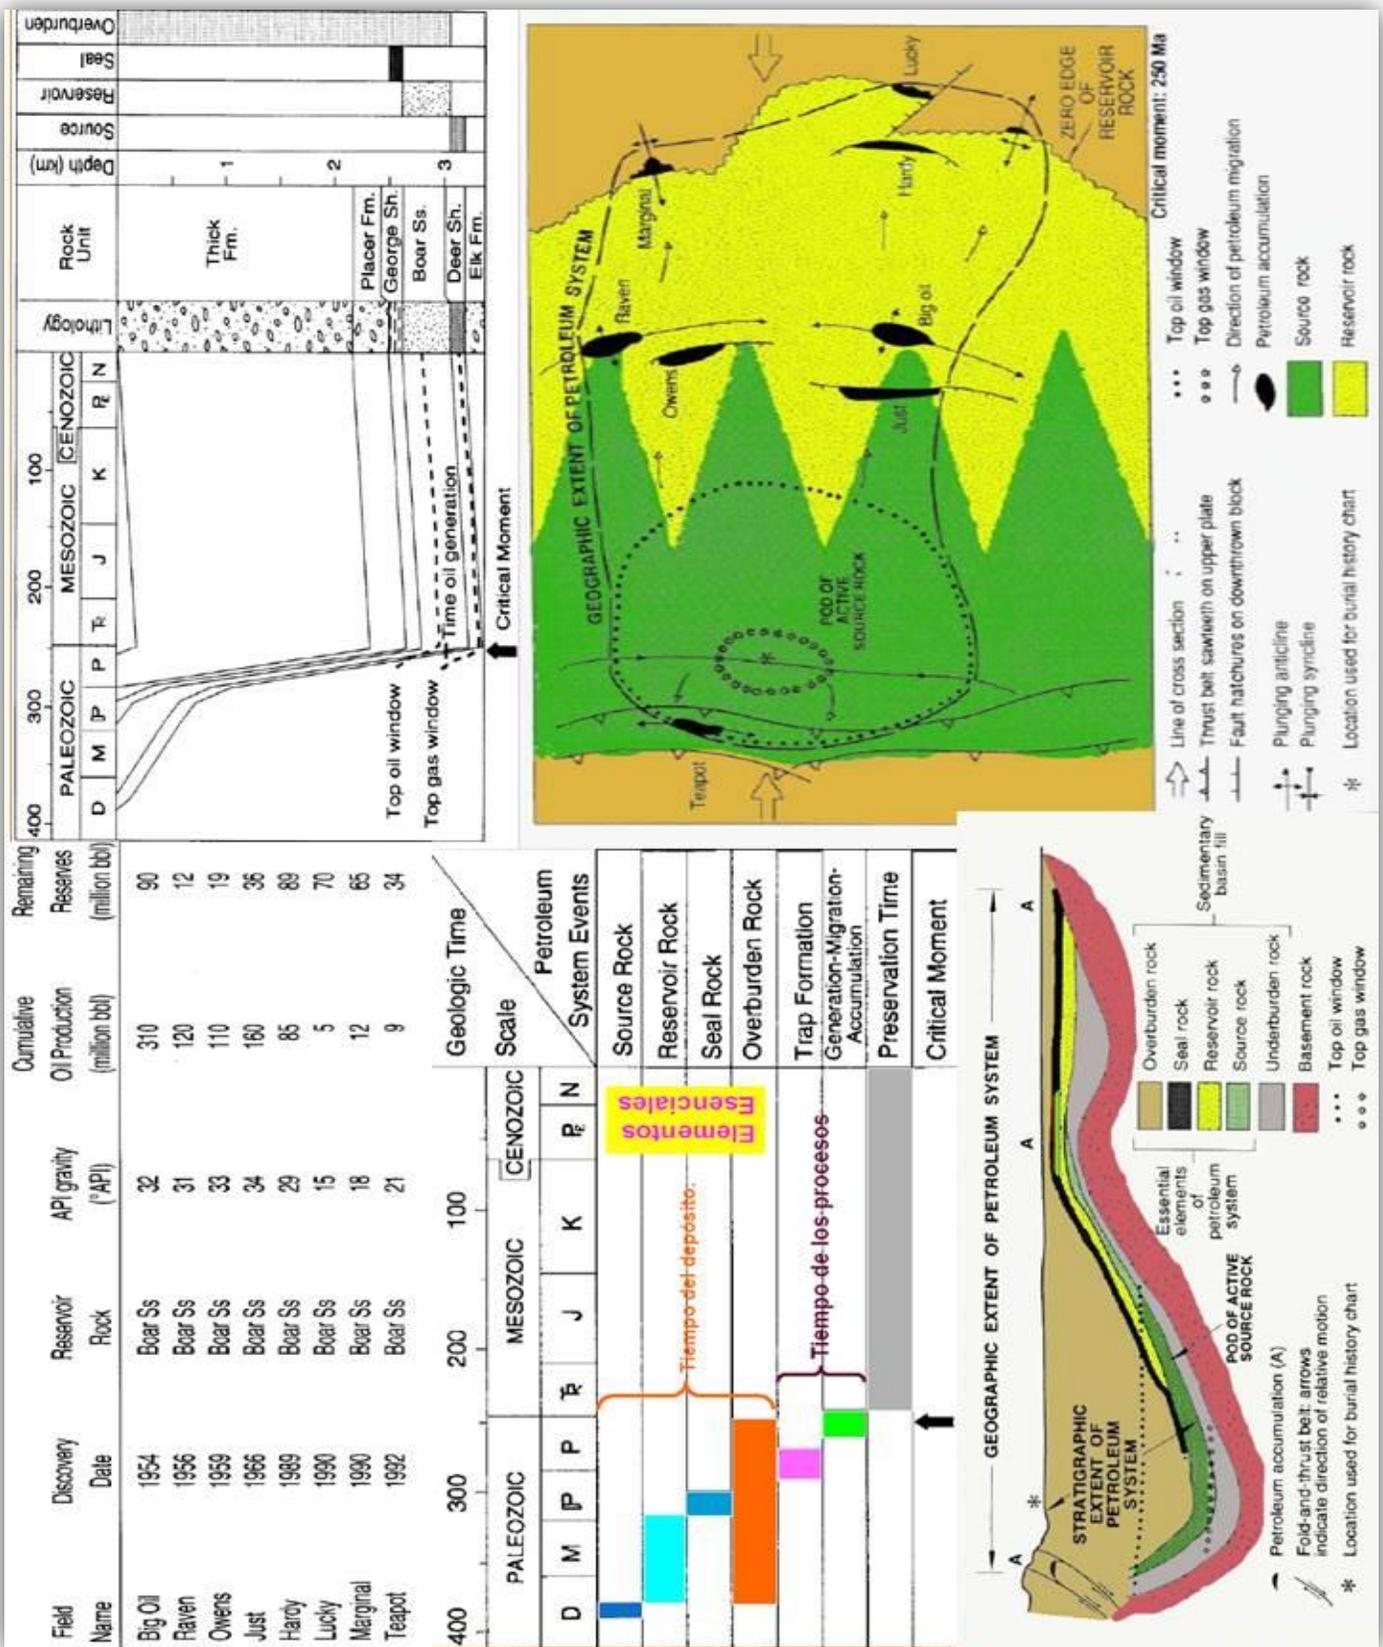 Field Discovery Reservoir API gravity Cumulative Remaining
Name Date Rock (°API) Oil Production Reserves
(million bbl) (million bbl)
Big Oil 1954 Boar Ss 32 310 90
Raven 1956 Boar Ss 31 120 12
Owens 1959 Boar Ss 33 110 19
Just 1966 Boar Ss 34 160 36
Hardy 1989 Boar Ss 29 85 89
Lucky 1990 Boar Ss 15 5 70
Marginal 1990 Boar Ss 18 12 65
Teapot 1992 Boar Ss 21 9 34
400 300 200 100
PALEOZOIC MESOZOIC CENOZOIC
D M P P R J K P N
Lithology
Rock
Unit
Depth (km)
Source
Reservoir
Seal
Overburden
Thick
Fm.
Placer Fm.
George Sh.
Boar Ss.
Deer Sh.
Elk Fm.
1
2
3
Top oil window
Top gas window
Time oil generation
Critical Moment
400 300 200 100
Geologic Time
Scale
PALEOZOIC MESOZOIC CENOZOIC
D M P P R J K P N
Petroleum
System Events
Source Rock
Reservoir Rock
Seal Rock
Overburden Rock
Trap Formation
Generation-Migration-
Accumulation
Preservation Time
Critical Moment
Elementos
Esenciales
Tiempo del depósito.
Tiempo de los procesos
GEOGRAPHIC EXTENT OF PETROLEUM SYSTEM
Teapot
POD OF
ACTIVE
SOURCE ROCK
Owens
Raven
Just
Big oil
Marginal
Hardy
Lucky
ZERO EDGE
OF
RESERVOIR
ROCK
Critical moment: 250 Ma
Line of cross section
Thrust belt sawteeth on upper plate
Fault hatchures on downthrown block
Plunging anticline
Plunging syncline
Location used for burial history chart
Top oil window
Top gas window
Direction of petroleum migration
Petroleum accumulation
Source rock
Reservoir rock
GEOGRAPHIC EXTENT OF PETROLEUM SYSTEM
A
A
A
STRATIGRAPHIC
EXTENT OF
PETROLEUM
SYSTEM
POD OF ACTIVE
SOURCE ROCK
Essential
elements
of
petroleum
system
Overburden rock
Seal rock
Reservoir rock
Source rock
Underburden rock
Basement rock
Top oil window
Top gas window
Sedimentary
basin fill
Petroleum accumulation (A)
Fold-and-thrust belt: arrows
indicate direction of relative motion
Location used for burial history chart